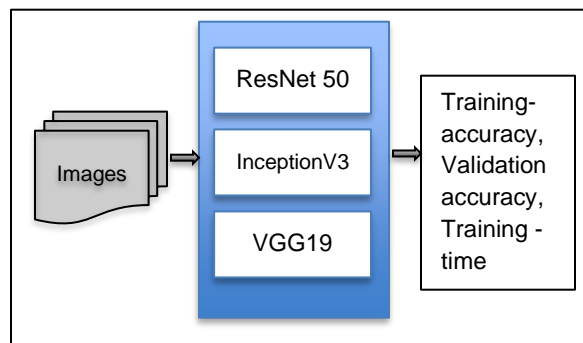 Images
ResNet 50
InceptionV3
VGG19
Training-
accuracy,
Validation
accuracy,
Training -
time